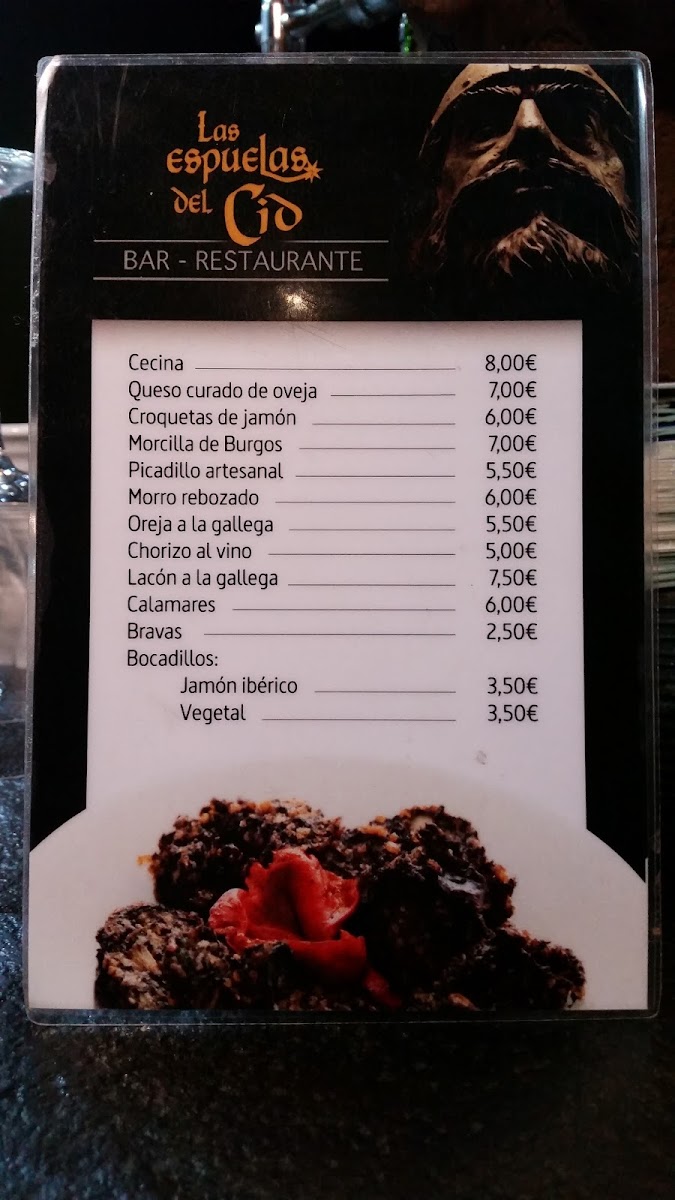 Las
espuelas
del Cid
BAR - RESTAURANTE
Cecina 8,00€
Queso curado de oveja 7,00€
Croquetas de jamón 6,00€
Morcilla de Burgos 7,00€
Picadillo artesanal 5,50€
Morro rebozado 6,00€
Oreja a la gallega 5,50€
Chorizo al vino 5,00€
Lacón a la gallega 7,50€
Calamares 6,00€
Bravas 2,50€
Bocadillos:
Jamón ibérico 3,50€
Vegetal 3,50€